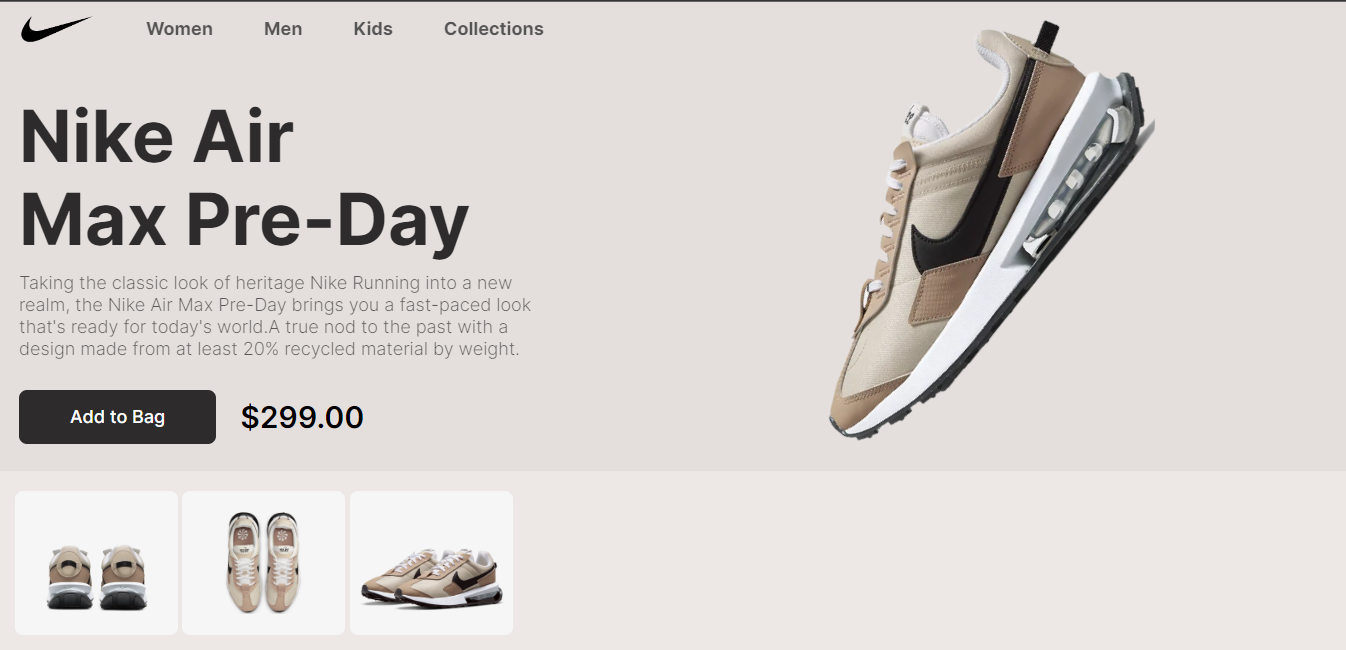 Women Men Kids Collections
Nike Air
Max Pre-Day
Taking the classic look of heritage Nike Running into a new
realm, the Nike Air Max Pre-Day brings you a fast-paced look
that's ready for today's world.A true nod to the past with a
design made from at least 20% recycled material by weight.
Add to Bag $299.00